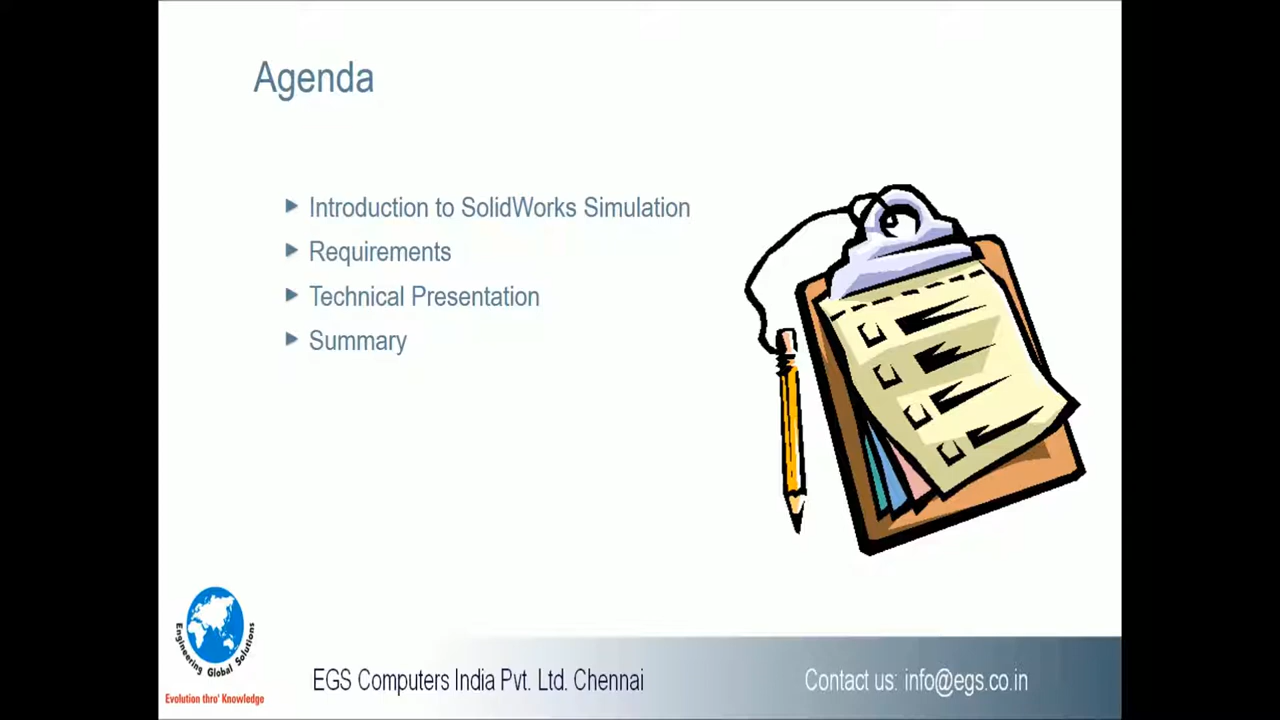 Agenda
Introduction to SolidWorks Simulation
Requirements
Technical Presentation
Summary
Engineering Global Solutions
Evolution thro' Knowledge
EGS Computers India Pvt. Ltd. Chennai
Contact us: info@egs.co.in